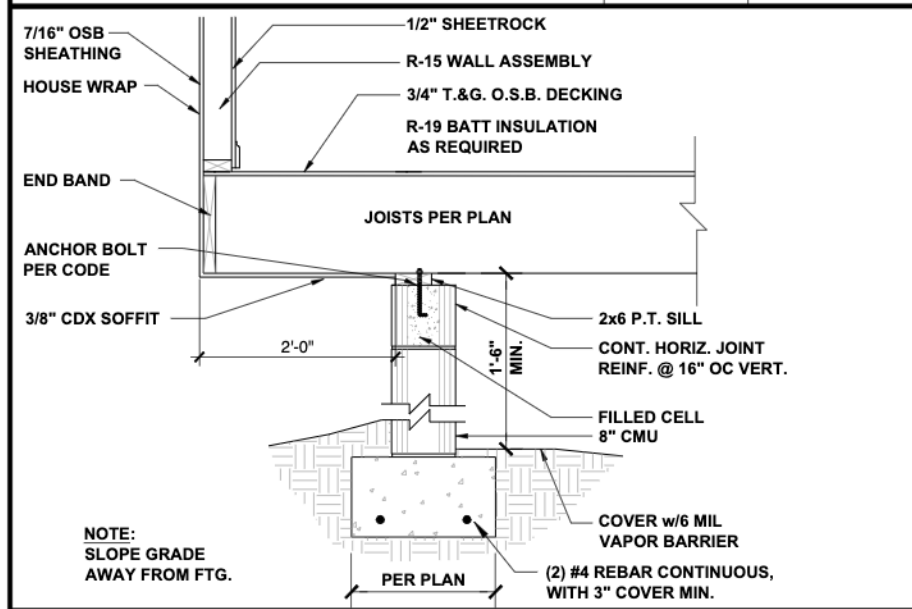 7/16" OSB
SHEATHING
HOUSE WRAP
END BAND
ANCHOR BOLT
PER CODE
3/8" CDX SOFFIT
2'-0"
1/2" SHEETROCK
R-15 WALL ASSEMBLY
3/4" T.&G. O.S.B. DECKING
R-19 BATT INSULATION
AS REQUIRED
JOISTS PER PLAN
1'-6"
MIN.
2x6 P.T. SILL
CONT. HORIZ. JOINT
REINF. @ 16" OC VERT.
FILLED CELL
8" CMU
COVER w/6 MIL
VAPOR BARRIER
(2) #4 REBAR CONTINUOUS,
WITH 3" COVER MIN.
PER PLAN
NOTE:
SLOPE GRADE
AWAY FROM FTG.